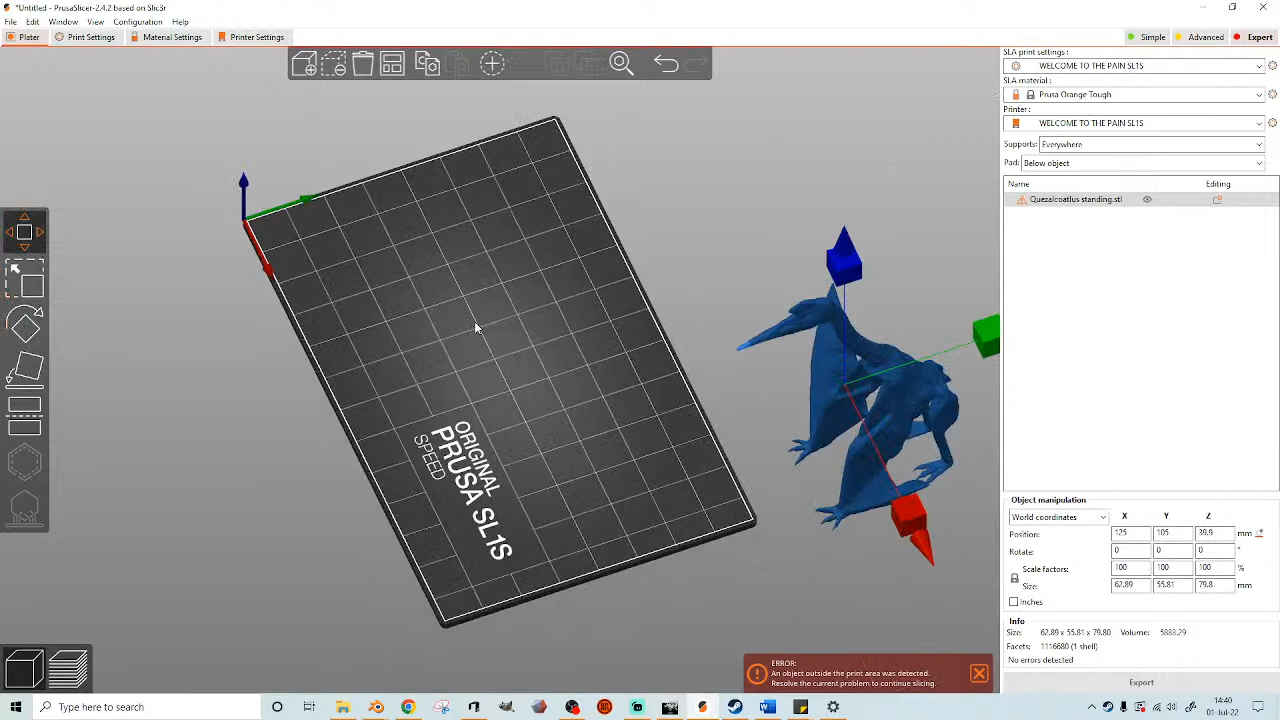 *Untitled - PrusaSlicer-2.4.2 based on Slic3r
File Edit Window View Configuration Help
Plater Print Settings Material Settings Printer Settings Simple Advanced Expert
SLA print settings :
WELCOME TO THE PAIN SL1S
SLA material :
Prusa Orange Tough
Printer :
WELCOME TO THE PAIN SL1S
Supports: Everywhere
Pad: Below object
Name Editing
Quezalcoatlus standing.stl
ORIGINAL
PRUSA SL1S
SPEED
Object manipulation
World coordinates X Y Z
Position: 125 105 39.9 mm
Rotate: 0 0 0 °
Scale factors: 100 100 100 %
Size: 62.89 55.81 79.8 mm
Inches
Info
Size: 62.89 x 55.81 x 79.80 Volume: 5883.29
Facets: 1116680 (1 shell)
No errors detected
Export
ERROR:
An object outside the print area was detected.
Resolve the current problem to continue slicing.
Type here to search
14:40
01-Jul-22